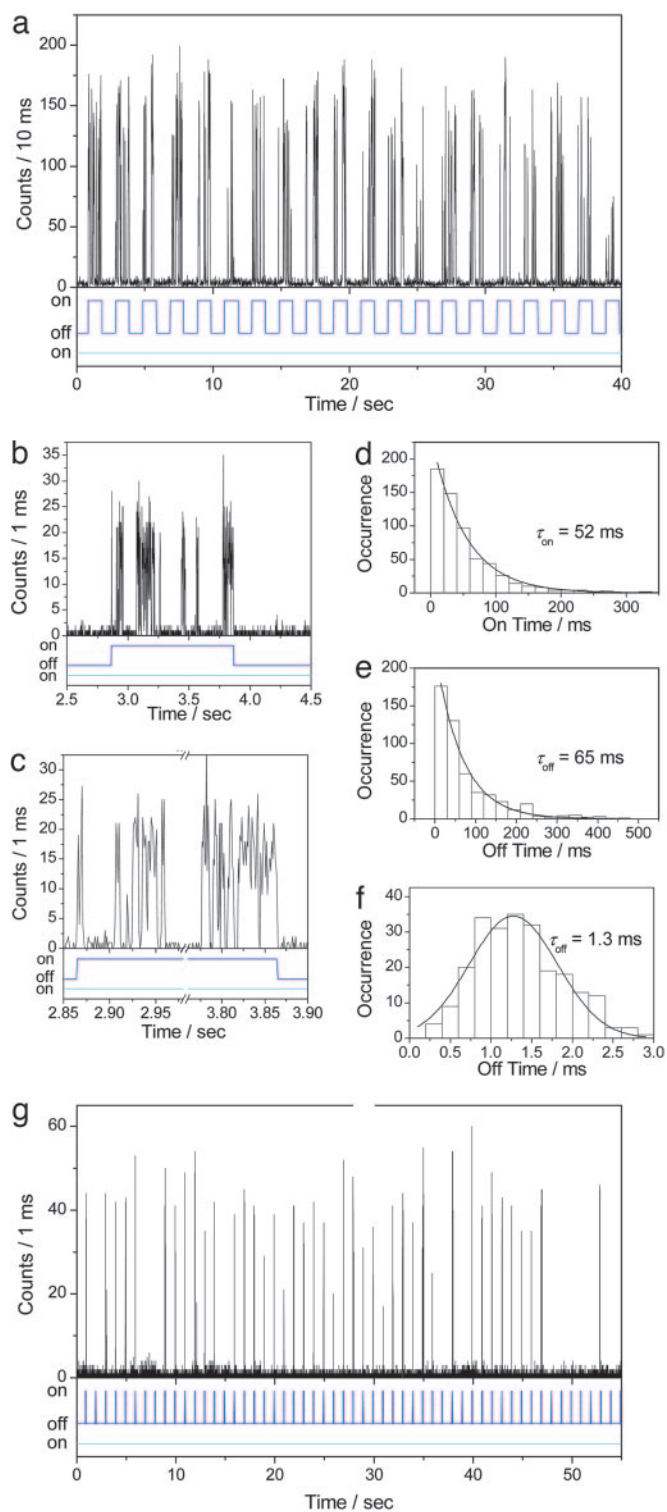 a
200
150
100
50
0
Counts / 10 ms
on
off
on
0 10 20 30 40
Time / sec
b
35
30
25
20
15
10
5
0
Counts / 1 ms
on
off
on
2.5 3.0 3.5 4.0 4.5
Time / sec
c
30
25
20
15
10
5
0
Counts / 1 ms
on
off
on
2.85 2.90 2.95 3.80 3.85 3.90
Time / sec
d
200
150
100
50
0
Occurrence
τon = 52 ms
0 100 200 300
On Time / ms
e
200
150
100
50
0
Occurrence
τoff = 65 ms
0 100 200 300 400 500
Off Time / ms
f
40
30
20
10
0
Occurrence
τoff = 1.3 ms
0.0 0.5 1.0 1.5 2.0 2.5 3.0
Off Time / ms
g
60
40
20
0
Counts / 1 ms
on
off
on
0 10 20 30 40 50
Time / sec